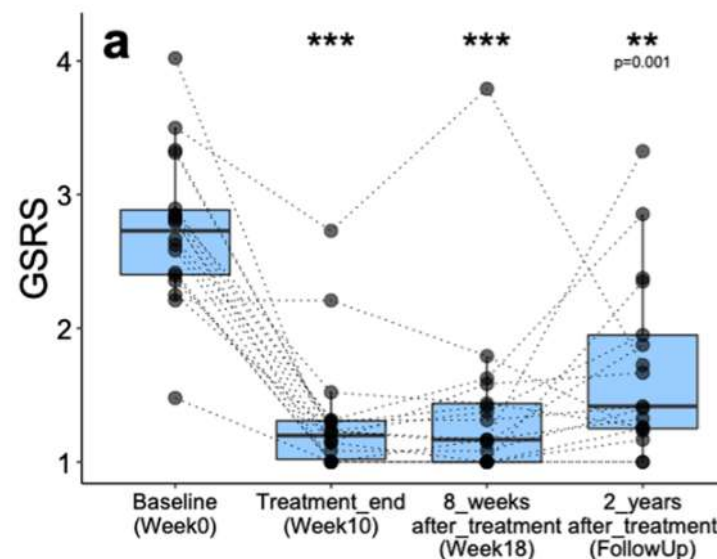 a
*** *** **
p=0.001
4
3
2
1
GSRS
Baseline Treatment_end 8_weeks 2_years
(Week0) (Week10) after_treatment after_treatment
(Week18) (FollowUp)